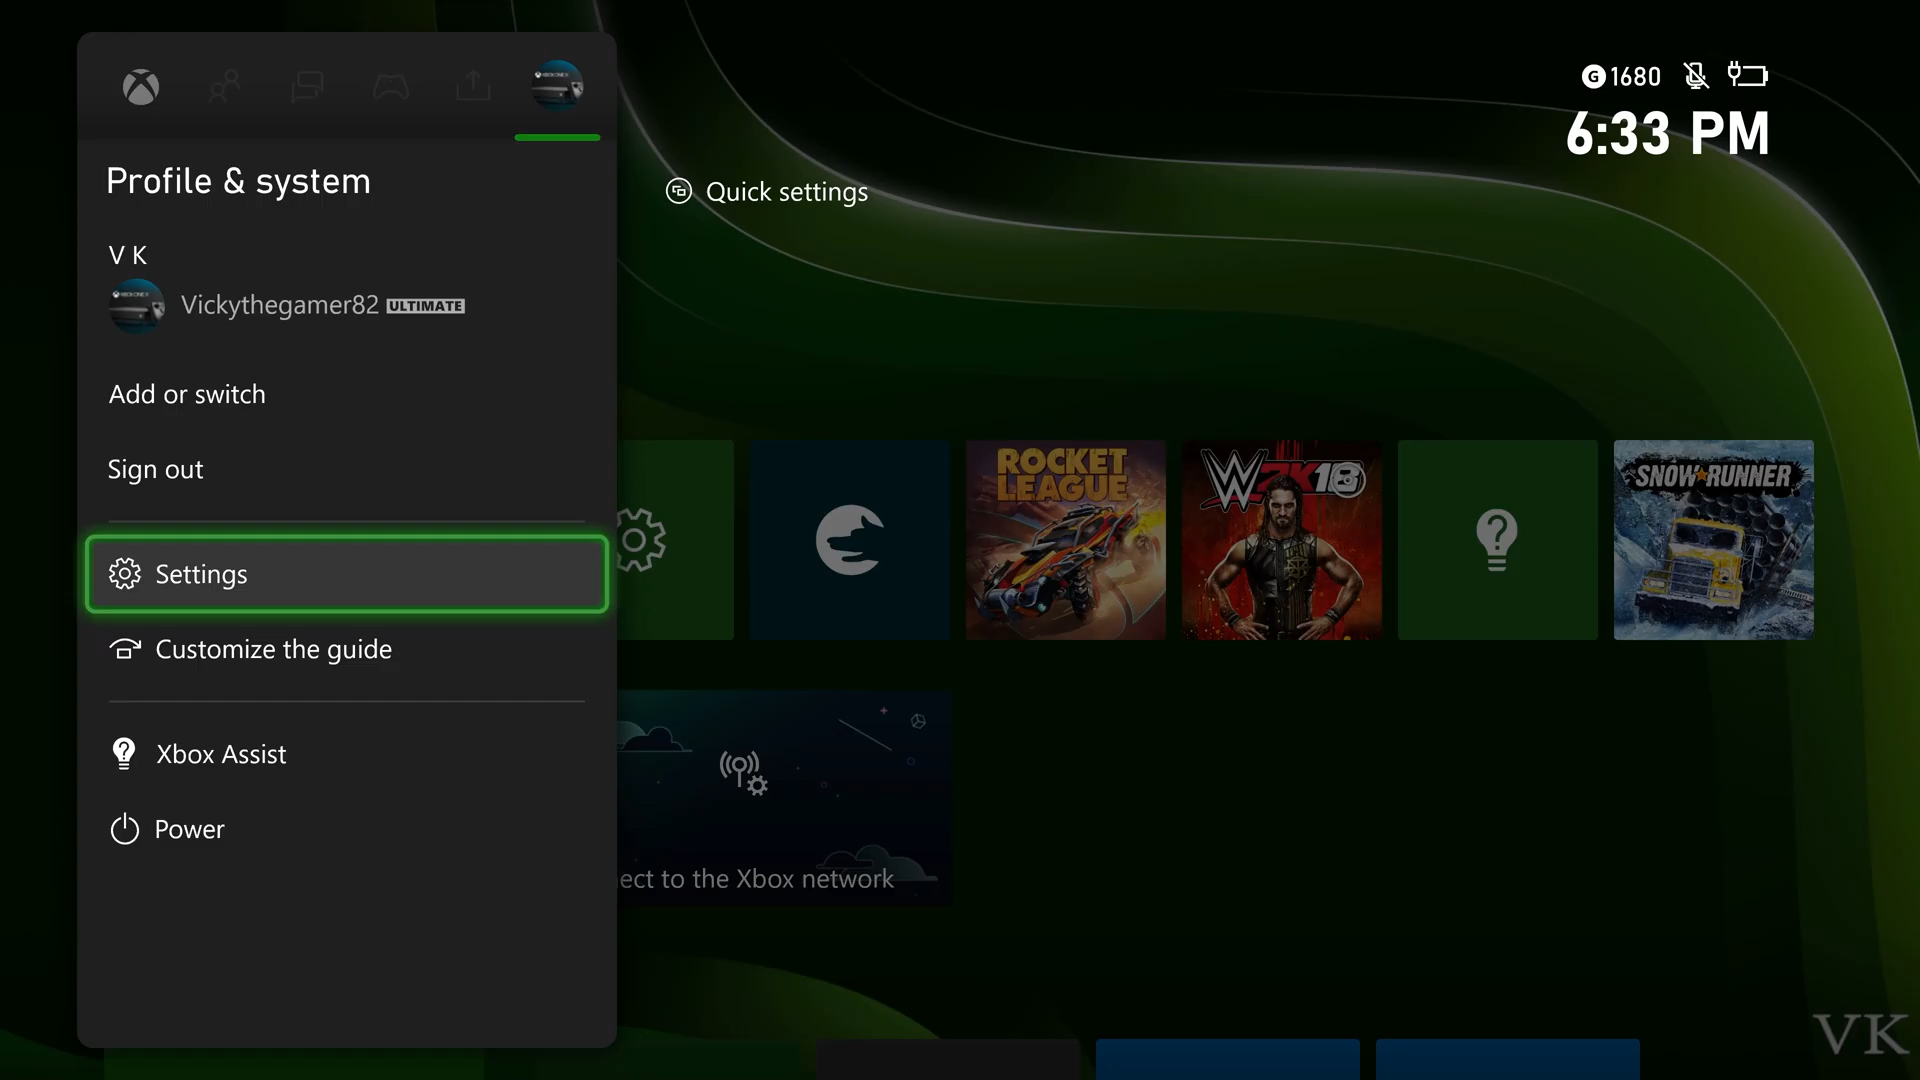 G 1680
6:33 PM
Profile & system
Quick settings
V K
Vickythegamer82 ULTIMATE
Add or switch
Sign out
Settings
Customize the guide
Xbox Assist
Power
ROCKET
LEAGUE
W2K18
SNOWRUNNER
ect to the Xbox network
VK